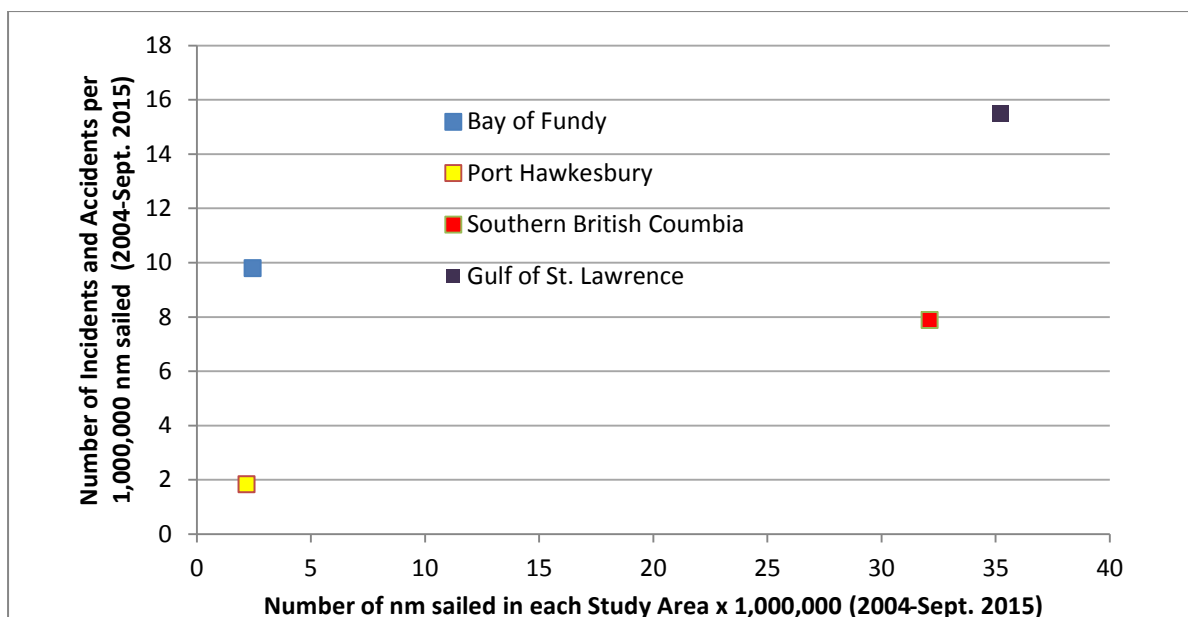 Number of Incidents and Accidents per
1,000,000 nm sailed (2004-Sept. 2015)
18
16
14
12
10
8
6
4
2
0
Bay of Fundy
Port Hawkesbury
Southern British Coumbia
Gulf of St. Lawrence
0 5 10 15 20 25 30 35 40
Number of nm sailed in each Study Area x 1,000,000 (2004-Sept. 2015)